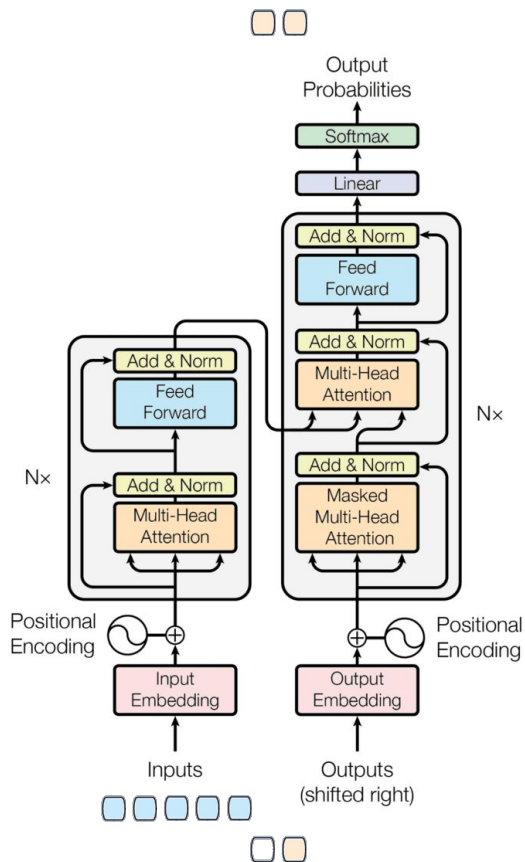 Output
Probabilities
Softmax
Linear
Add & Norm
Feed
Forward
Add & Norm
Multi-Head
Attention
Add & Norm
Masked
Multi-Head
Attention
N×
Positional
Encoding
Output
Embedding
Outputs
(shifted right)
Add & Norm
Feed
Forward
Add & Norm
Multi-Head
Attention
N×
Positional
Encoding
Input
Embedding
Inputs